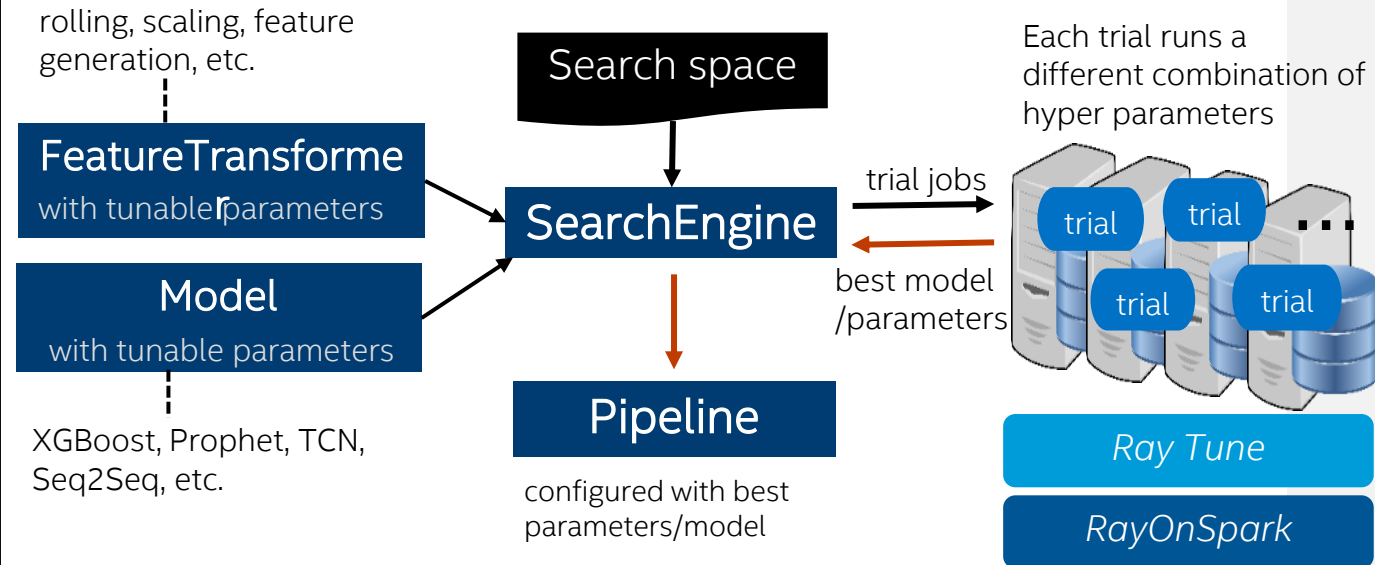 rolling, scaling, feature
generation, etc.
FeatureTransforme
r
with tunable parameters
Model
with tunable parameters
XGBoost, Prophet, TCN,
Seq2Seq, etc.
Search space
SearchEngine
Pipeline
configured with best
parameters/model
trial jobs
best model
/parameters
Each trial runs a
different combination of
hyper parameters
trial
trial
...
trial
trial
Ray Tune
RayOnSpark